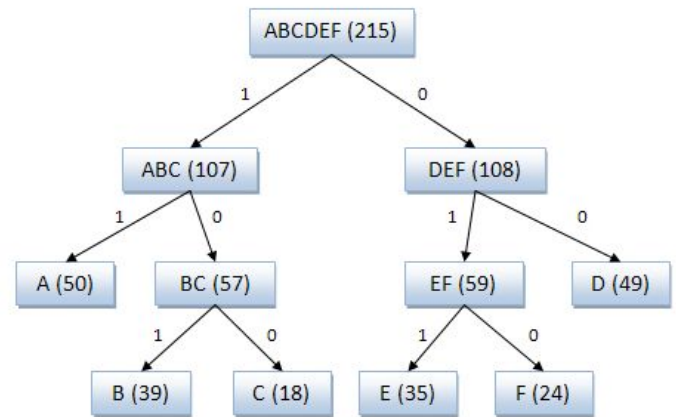 ABCDEF (215)
1 0
ABC (107) DEF (108)
1 0 1 0
A (50) BC (57) EF (59) D (49)
1 0 1 0
B (39) C (18) E (35) F (24)